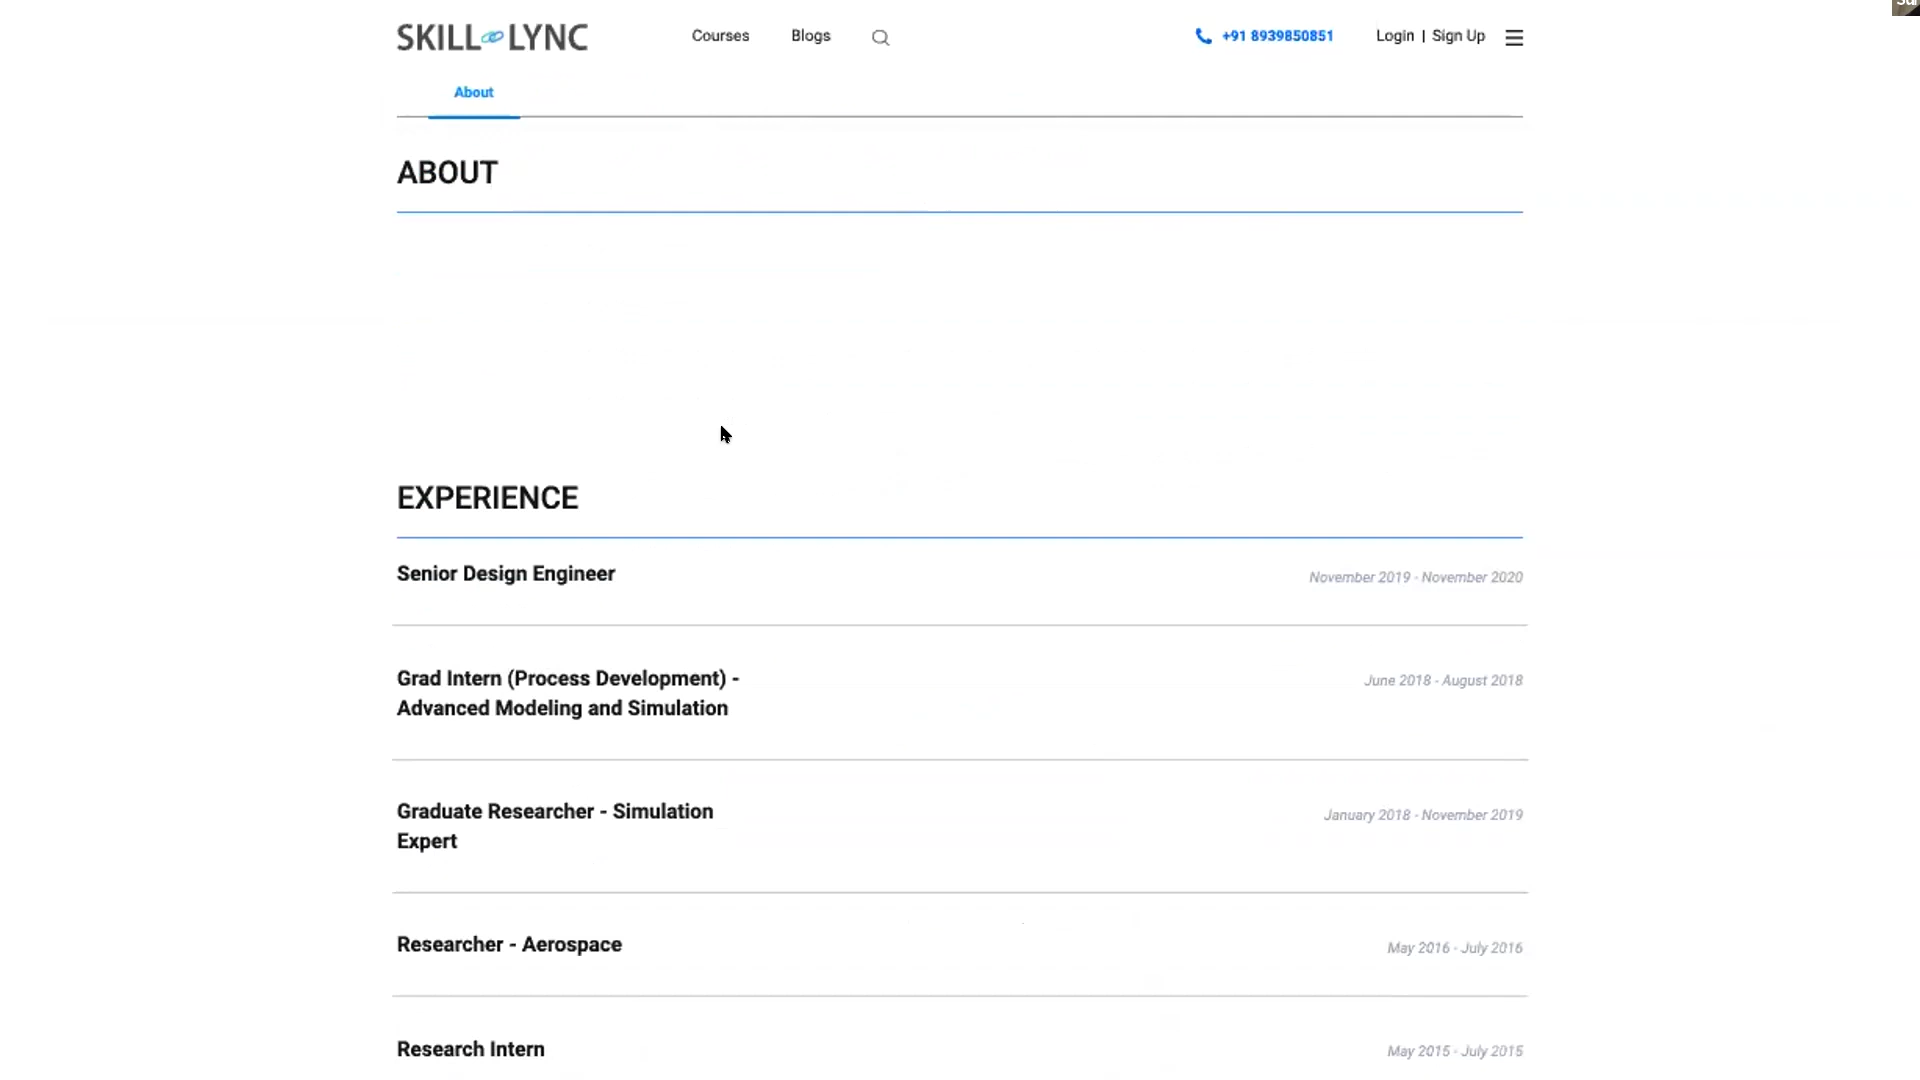 SKILL LYNC Courses Blogs +91 8939850851 Login | Sign Up
About
ABOUT
EXPERIENCE
Senior Design Engineer November 2019 - November 2020
Grad Intern (Process Development) - June 2018 - August 2018
Advanced Modeling and Simulation
Graduate Researcher - Simulation January 2018 - November 2019
Expert
Researcher - Aerospace May 2016 - July 2016
Research Intern May 2015 - July 2015